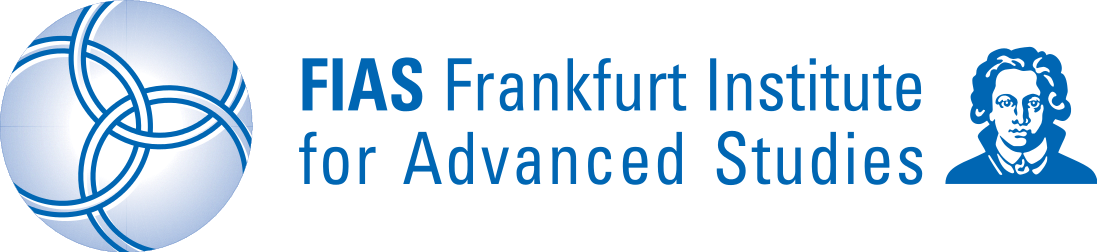 FIAS Frankfurt Institute
for Advanced Studies